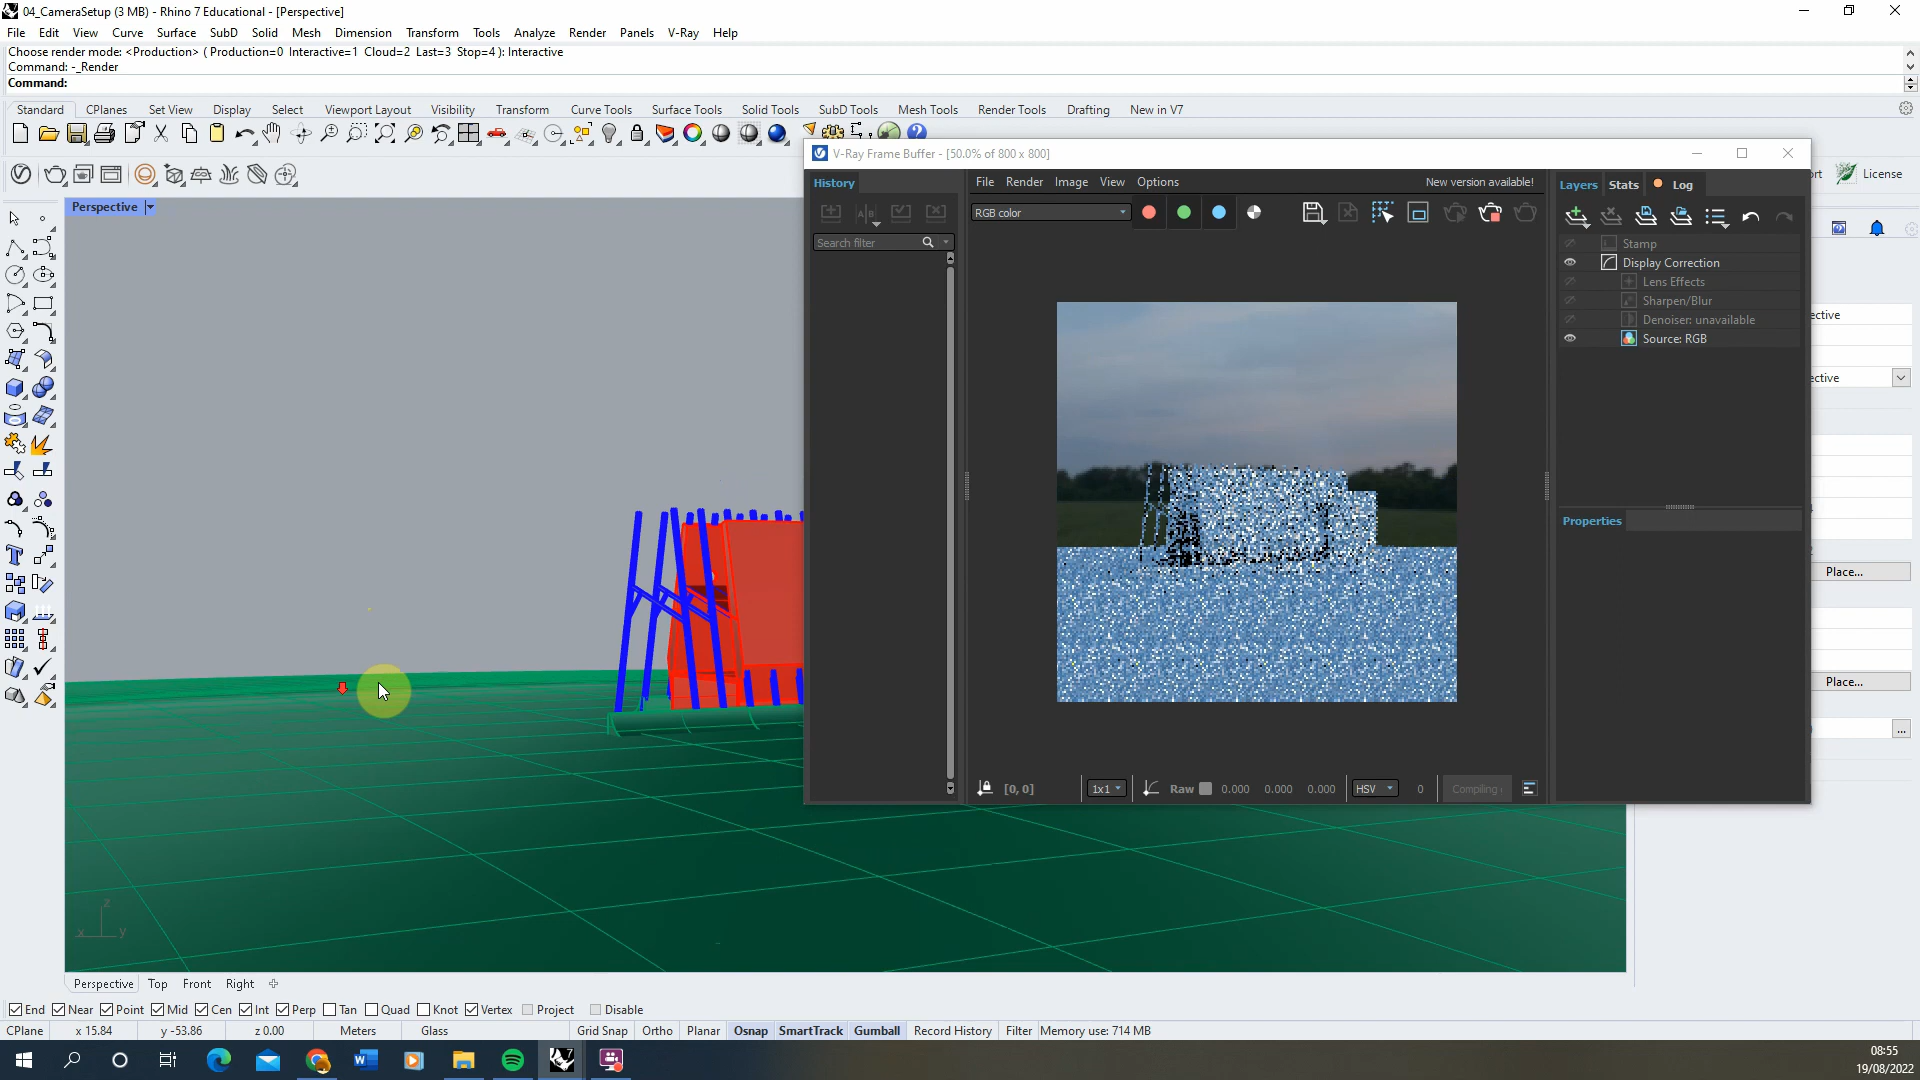 04_CameraSetup (3 MB) - Rhino 7 Educational - [Perspective]
File Edit View Curve Surface SubD Solid Mesh Dimension Transform Tools Analyze Render Panels V-Ray Help
Choose render mode: <Production> ( Production=0 Interactive=1 Cloud=2 Last=3 Stop=4 ): Interactive
Command: -_Render
Command:
Standard CPlanes Set View Display Select Viewport Layout Visibility Transform Curve Tools Surface Tools Solid Tools SubD Tools Mesh Tools Render Tools Drafting New in V7
V-Ray Frame Buffer - [50.0% of 800 x 800]
License
Perspective
History
File Render Image View Options
New version available!
Layers Stats Log
RGB color
Search filter
Stamp
Display Correction
Lens Effects
Sharpen/Blur
Denoiser: unavailable
Source: RGB
ective
ective
Properties
Place...
Place...
...
[0, 0]
1x1
Raw
0.000 0.000 0.000
HSV
0
Compiling
z
x
y
Perspective Top Front Right
End Near Point Mid Cen Int Perp Tan Quad Knot Vertex Project Disable
CPlane x 15.84 y -53.86 z 0.00 Meters Glass Grid Snap Ortho Planar Osnap SmartTrack Gumball Record History Filter Memory use: 714 MB
08:55
19/08/2022